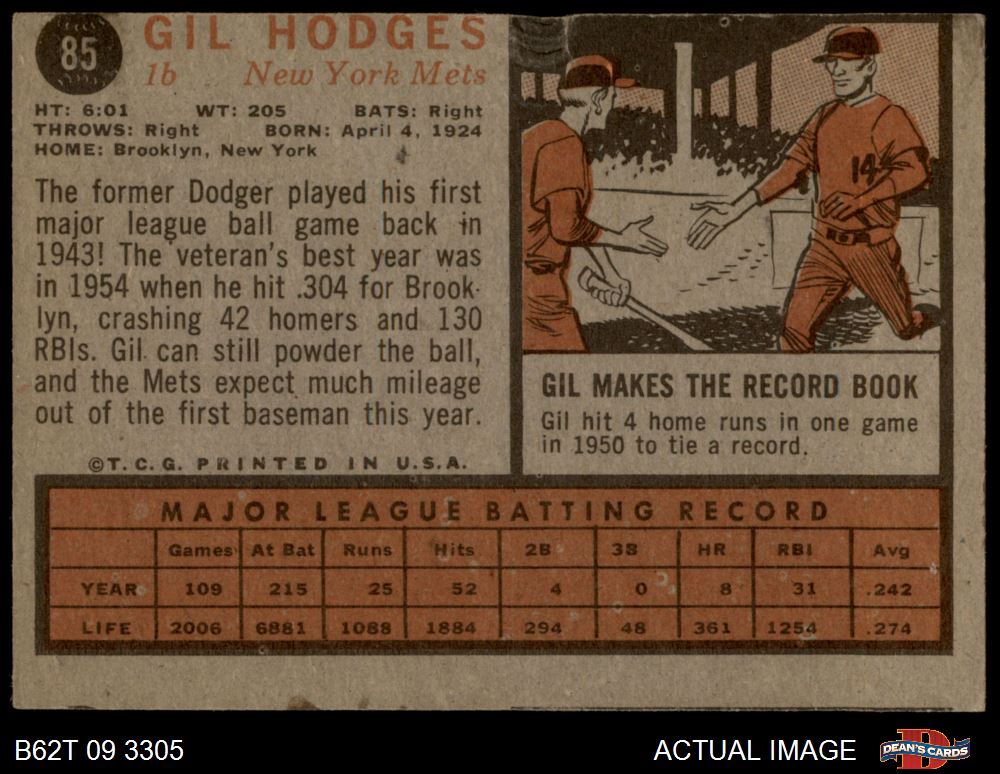 85
GIL HODGES
1b New York Mets
HT: 6:01 WT: 205 BATS: Right
THROWS: Right BORN: April 4, 1924
HOME: Brooklyn, New York
The former Dodger played his first
major league ball game back in
1943! The veteran's best year was
in 1954 when he hit .304 for Brook-
lyn, crashing 42 homers and 130
RBIs. Gil can still powder the ball,
and the Mets expect much mileage
out of the first baseman this year.
©T. C. G. PRINTED IN U.S.A.
14
GIL MAKES THE RECORD BOOK
Gil hit 4 home runs in one game
in 1950 to tie a record.
MAJOR LEAGUE BATTING RECORD
Games At Bat Runs Hits 2B 3B HR RBI Avg
YEAR 109 215 25 52 4 0 8 31 .242
LIFE 2006 6881 1088 1884 294 48 361 1254 .274
B62T 09 3305 ACTUAL IMAGE
DEAN'S CARDS